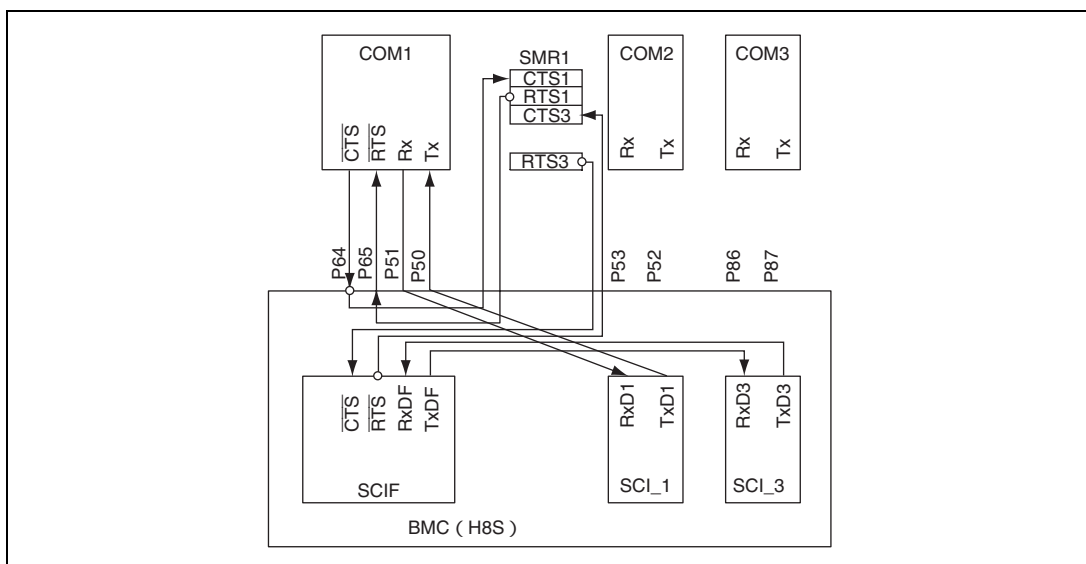 COM1
SMR1
COM2
COM3
CTS1
RTS1
CTS3
RTS3
CTS
RTS
Rx
Tx
Rx
Tx
Rx
Tx
P64
P65
P51
P50
P53
P52
P86
P87
CTS
RTS
RxDF
TxDF
RxD1
TxD1
RxD3
TxD3
SCIF
SCI_1
SCI_3
BMC ( H8S )